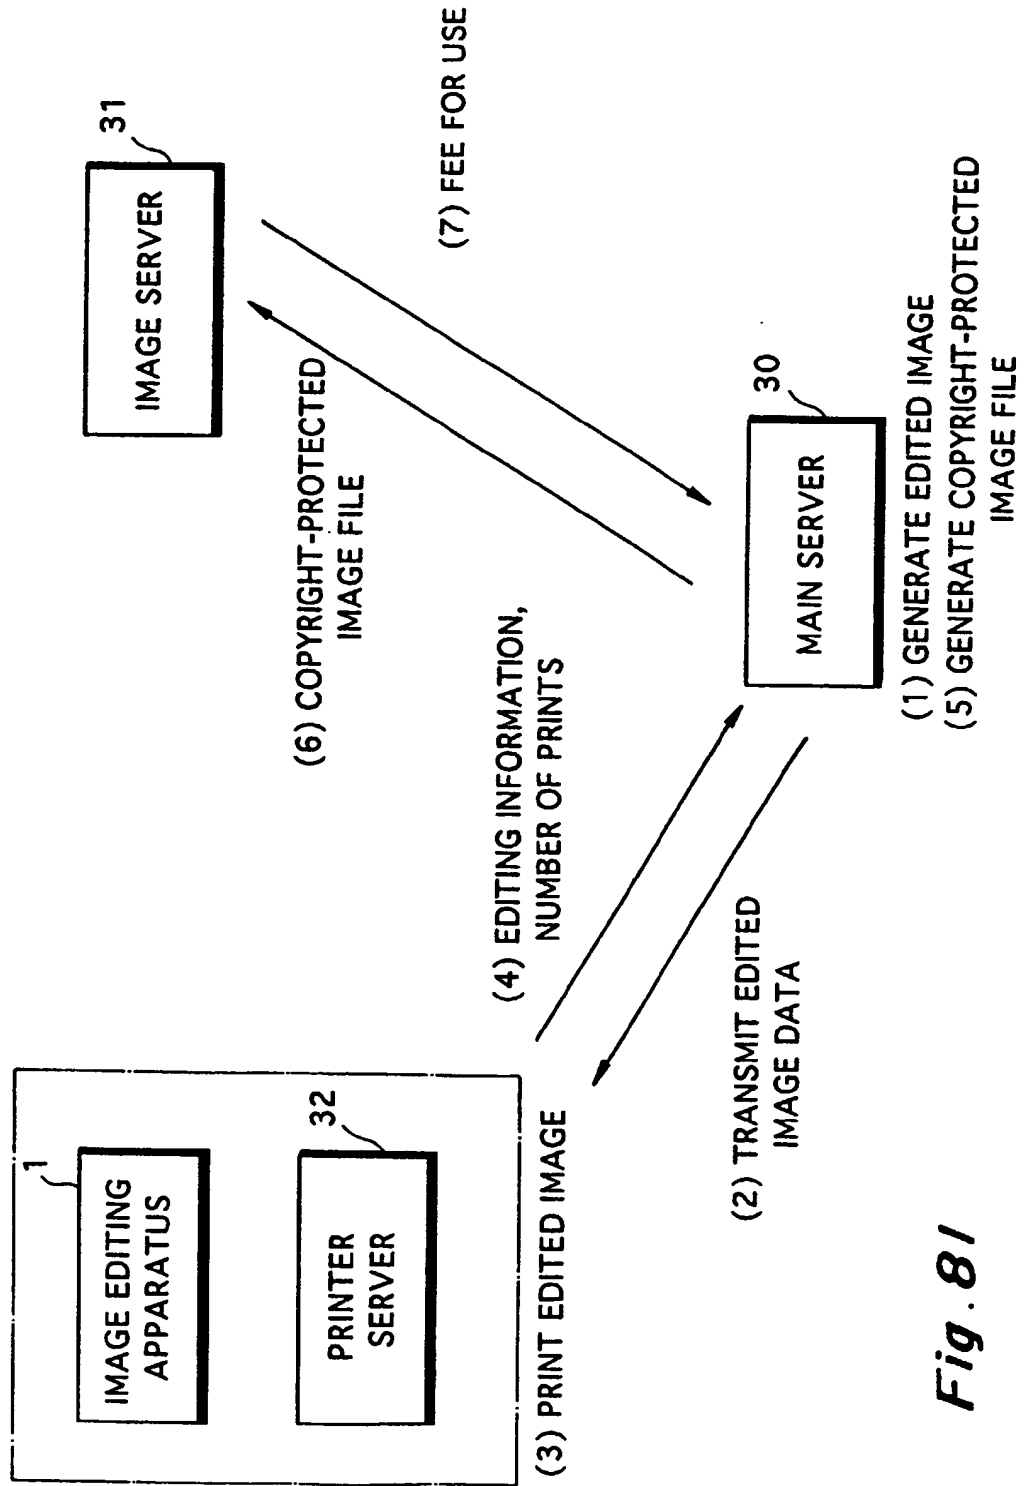 1
IMAGE EDITING
APPARATUS
32
PRINTER
SERVER
(3) PRINT EDITED IMAGE
31
IMAGE SERVER
(6) COPYRIGHT-PROTECTED
IMAGE FILE
(7) FEE FOR USE
(4) EDITING INFORMATION,
NUMBER OF PRINTS
(2) TRANSMIT EDITED
IMAGE DATA
30
MAIN SERVER
(1) GENERATE EDITED IMAGE
(5) GENERATE COPYRIGHT-PROTECTED
IMAGE FILE
Fig. 81